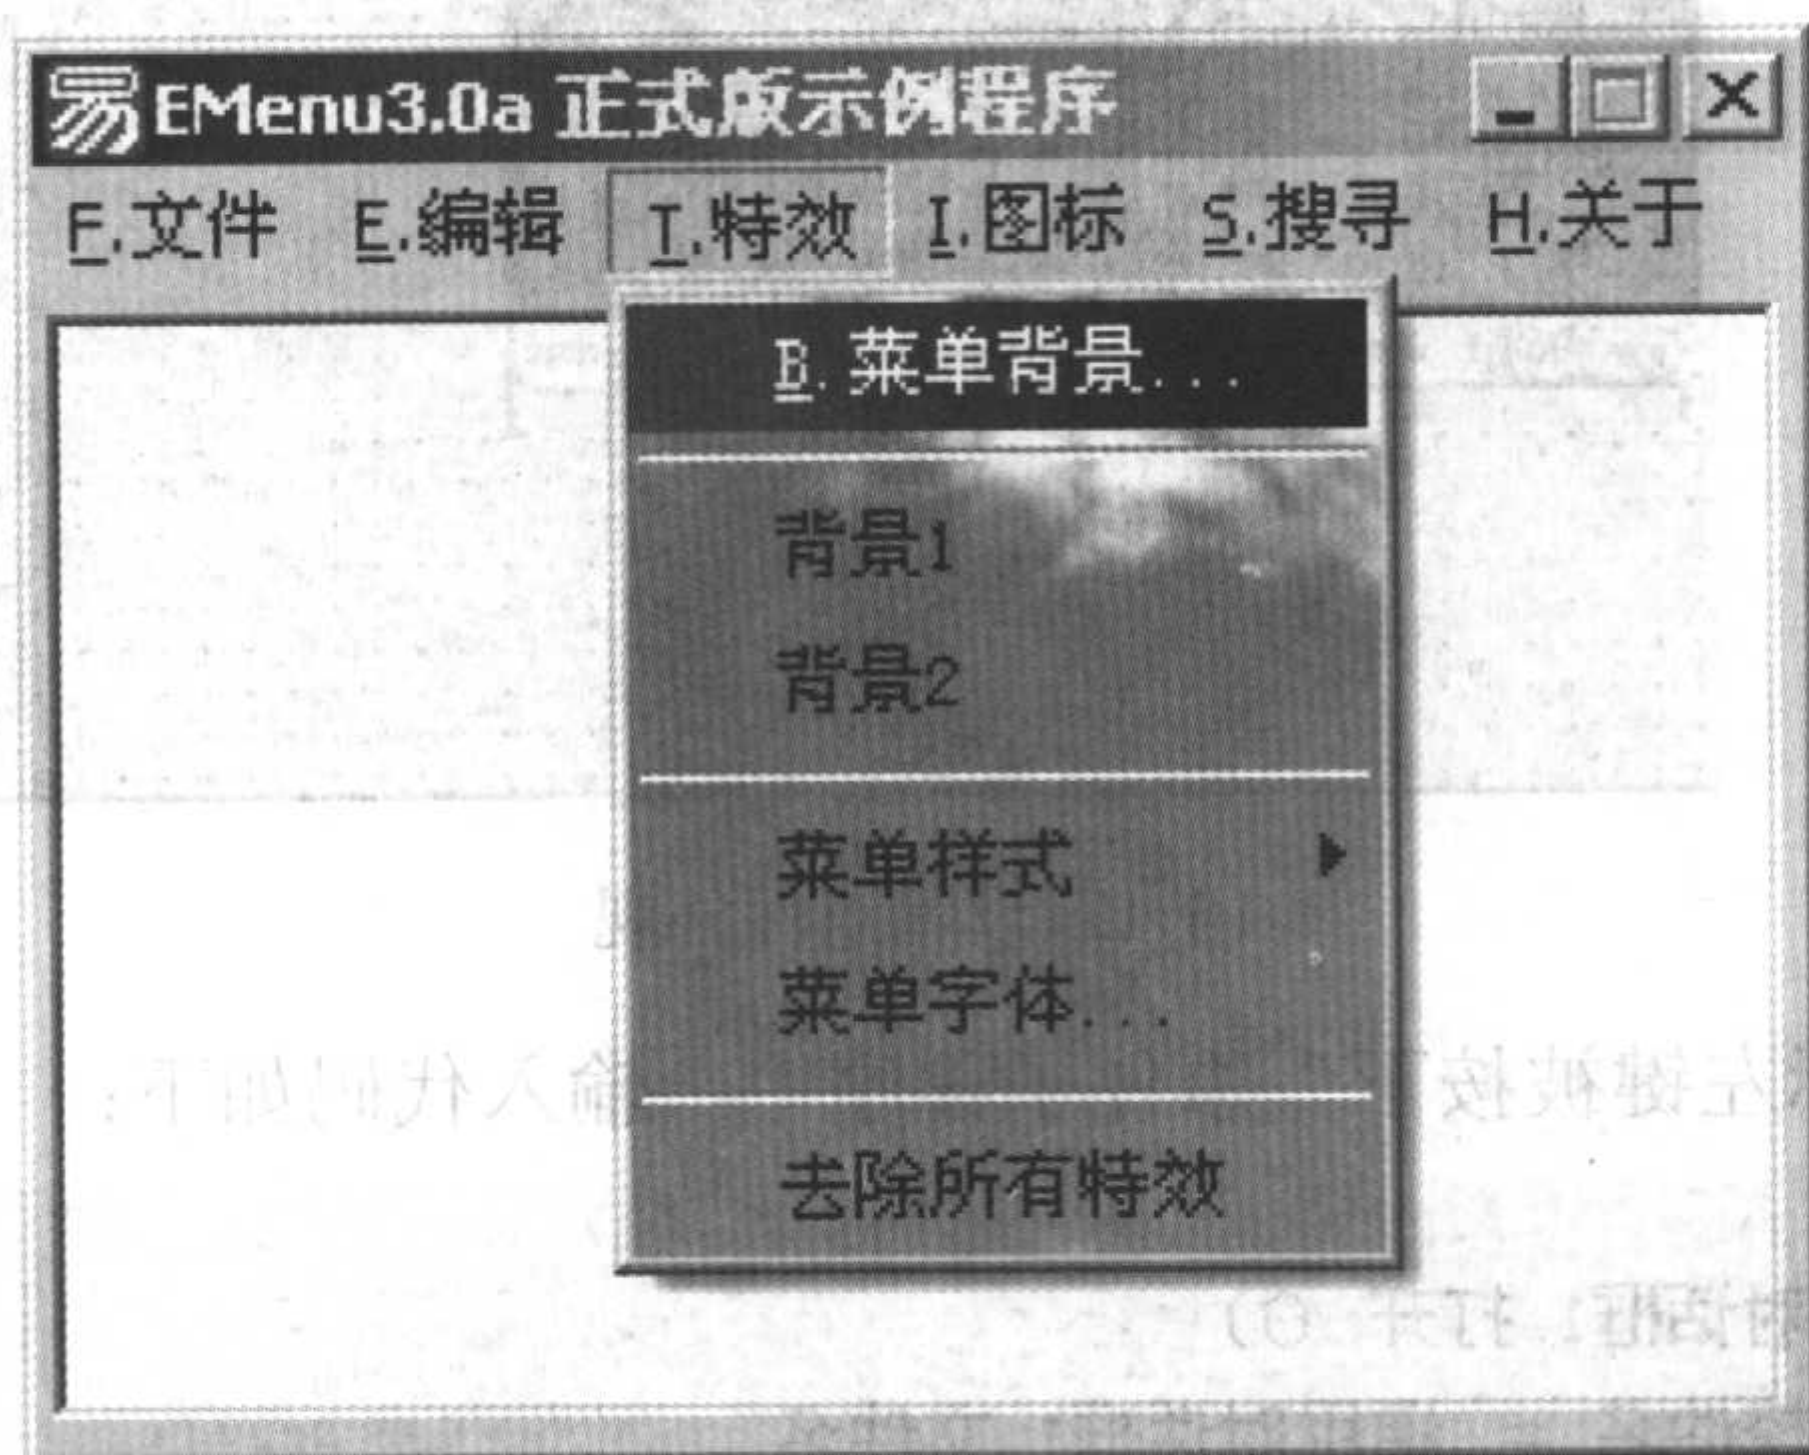 易 EMenu3.0a 正式版示例程序
F.文件 E.编辑 T.特效 I.图标 S.搜寻 H.关于
B.菜单背景...
背景1
背景2
菜单样式
菜单字体...
去除所有特效